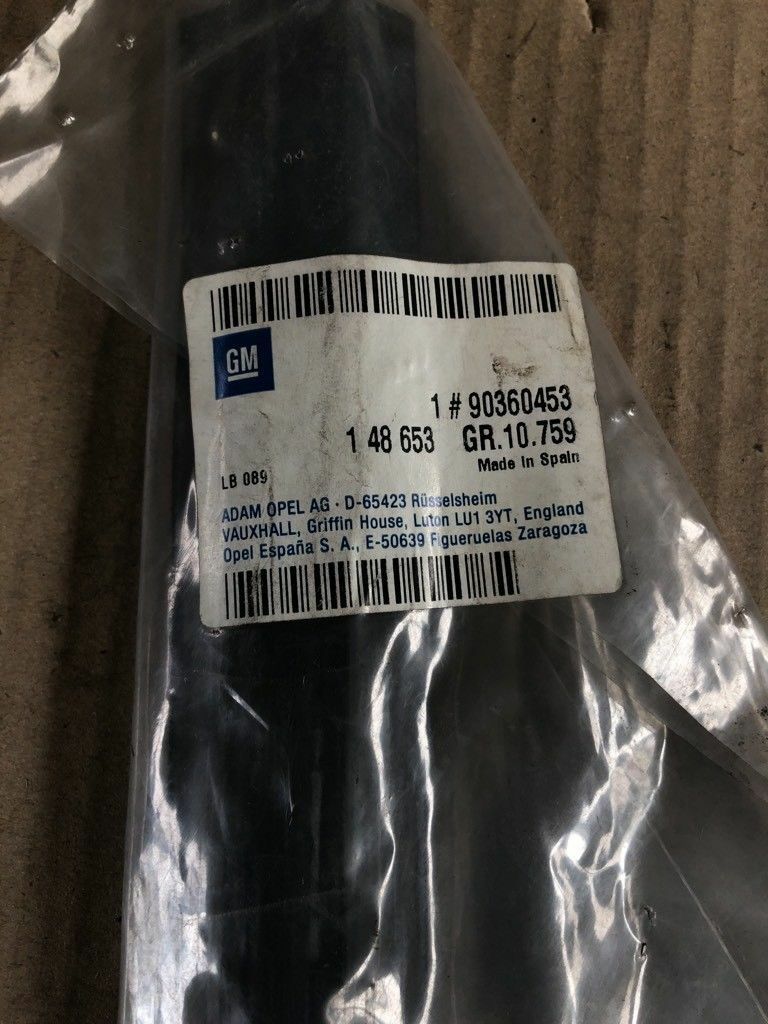 GM
1 # 90360453
1 48 653 GR.10.759
Made In Spain
LB 089
ADAM OPEL AG · D-65423 Rüsselsheim
VAUXHALL, Griffin House, Luton LU1 3YT, England
Opel España S. A., E-50639 Figueruelas Zaragoza